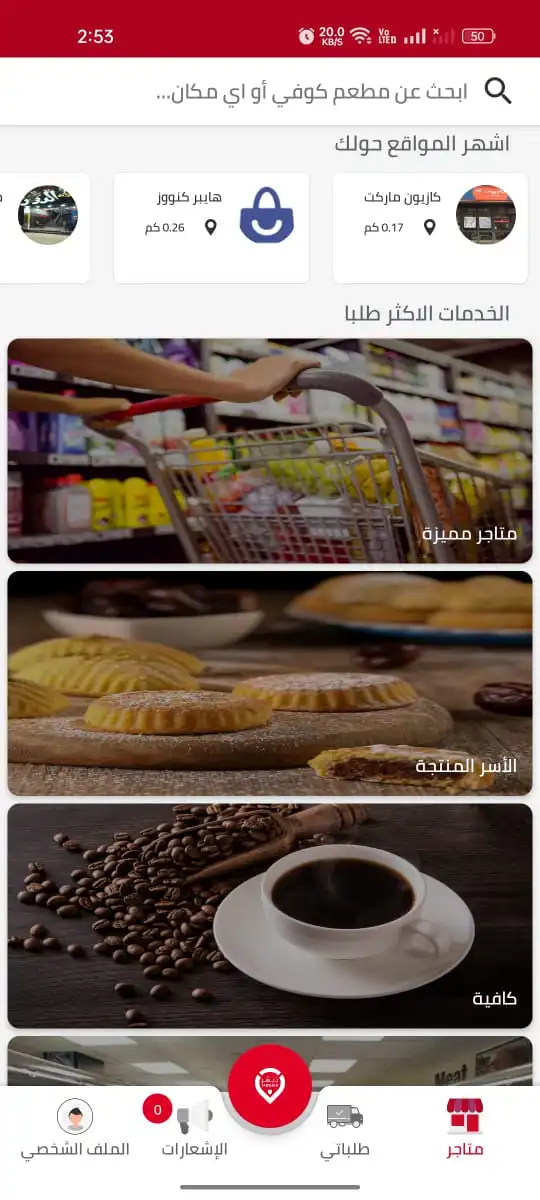 2:53
20.0 KB/S
Vo LTED
50
ابحث عن مطعم كوفي أو اي مكان...
اشهر المواقع حولك
كازيون ماركت
0.17 كم
هايبر كنووز
0.26 كم
الخدمات الاكثر طلبا
متاجر مميزة
الأسر المنتجة
كافية
Meat
متاجر
طلباتي
0
الإشعارات
الملف الشخصي